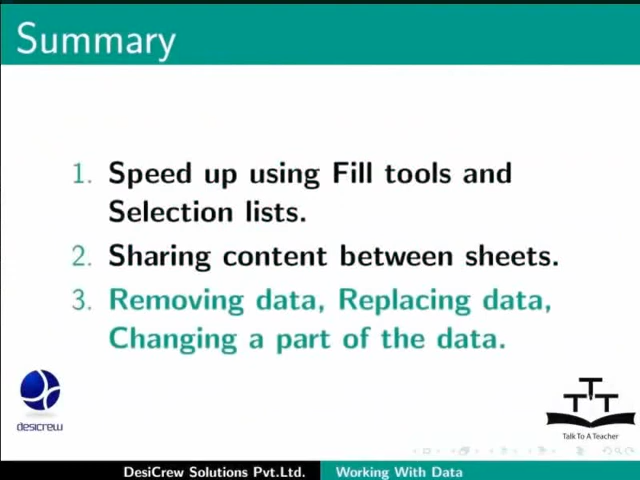 Summary
1. Speed up using Fill tools and
Selection lists.
2. Sharing content between sheets.
3. Removing data, Replacing data,
Changing a part of the data.
desicrew
TTT
Talk To A Teacher
DesiCrew Solutions Pvt.Ltd. Working With Data